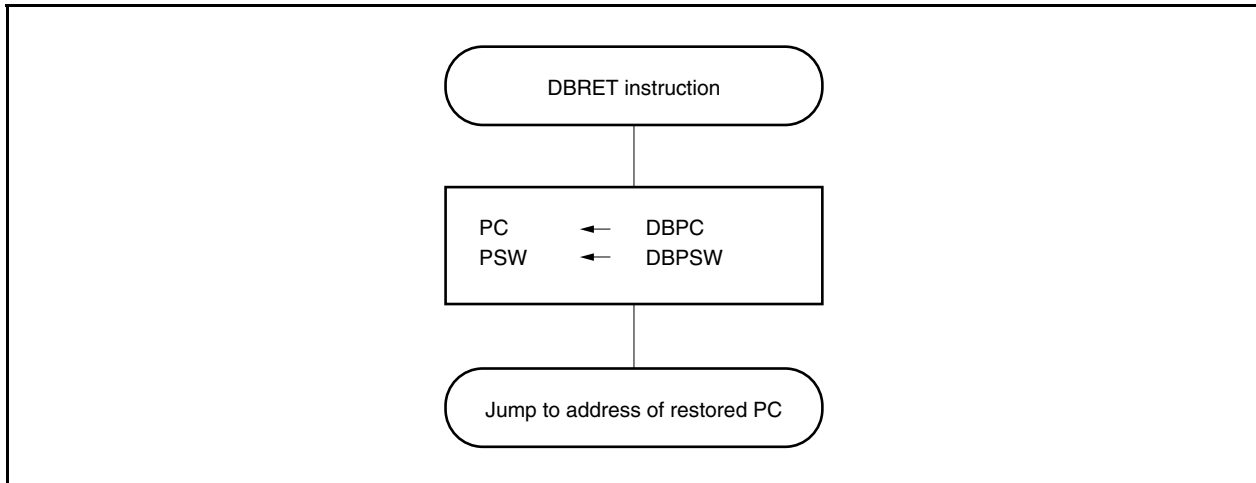 DBRET instruction
PC ← DBPC
PSW ← DBPSW
Jump to address of restored PC